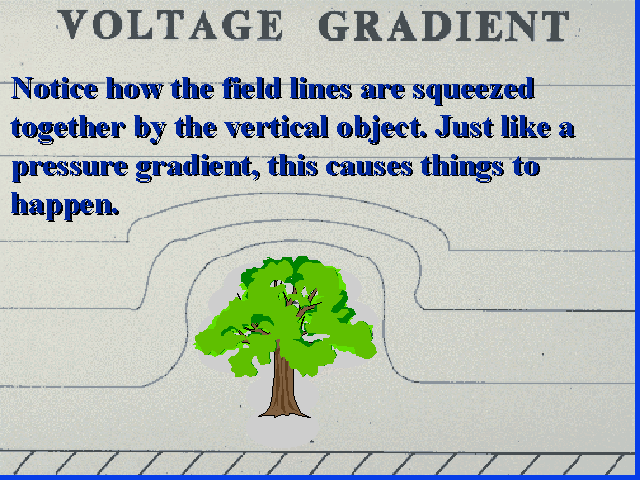 VOLTAGE GRADIENT
Notice how the field lines are squeezed
together by the vertical object. Just like a
pressure gradient, this causes things to
happen.